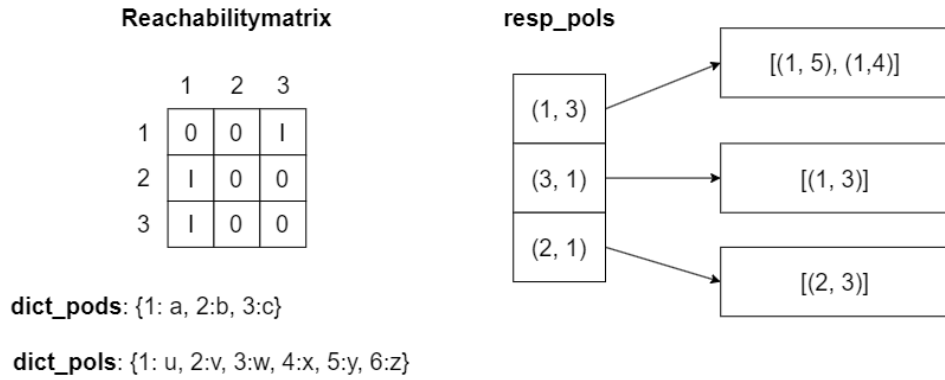 Reachabilitymatrix
1 2 3
1 0 0 I
2 I 0 0
3 I 0 0
dict_pods: {1: a, 2:b, 3:c}
dict_pols: {1: u, 2:v, 3:w, 4:x, 5:y, 6:z}
resp_pols
(1, 3)
[(1, 5), (1,4)]
(3, 1)
[(1, 3)]
(2, 1)
[(2, 3)]